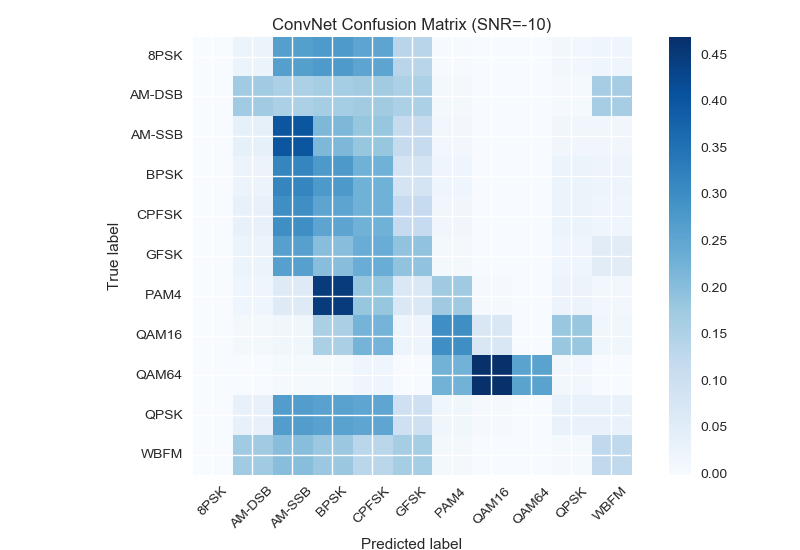 ConvNet Confusion Matrix (SNR=-10)
True label
8PSK
AM-DSB
AM-SSB
BPSK
CPFSK
GFSK
PAM4
QAM16
QAM64
QPSK
WBFM
8PSK
AM-DSB
AM-SSB
BPSK
CPFSK
GFSK
PAM4
QAM16
QAM64
QPSK
WBFM
Predicted label
0.45
0.40
0.35
0.30
0.25
0.20
0.15
0.10
0.05
0.00